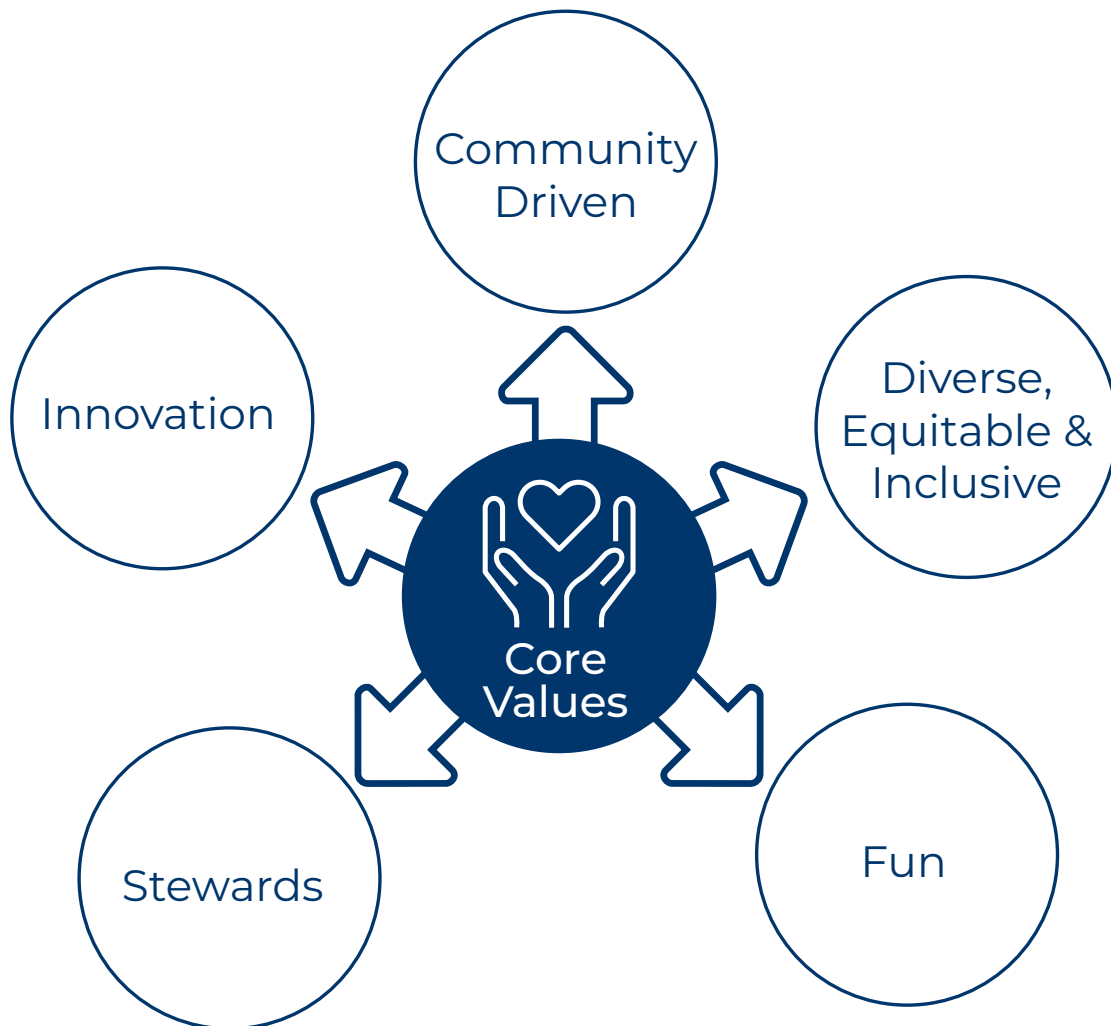 Community
Driven
Innovation
Diverse,
Equitable &
Inclusive
Core
Values
Stewards
Fun